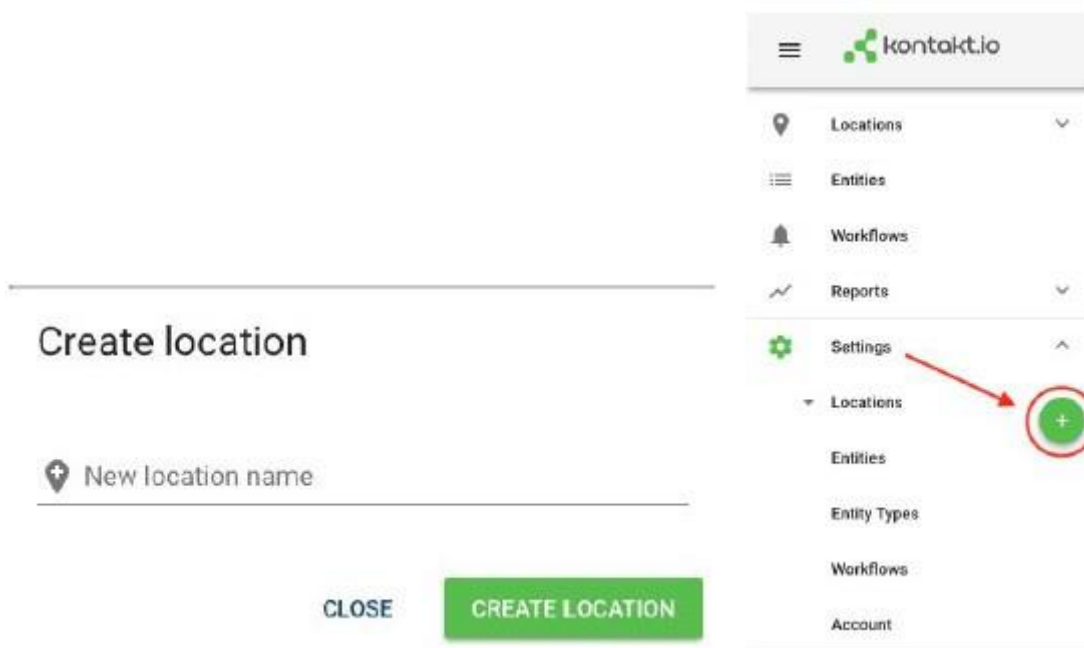 Create location
New location name
CLOSE
CREATE LOCATION
kontakt.io
Locations
Entities
Workflows
Reports
Settings
Locations
+
Entities
Entity Types
Workflows
Account